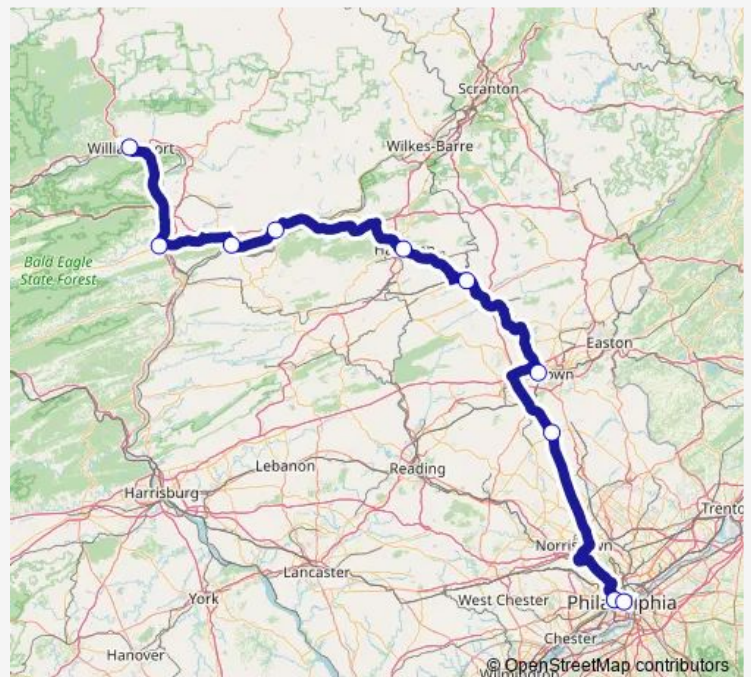 Scranton
Wilkes-Barre
Bald Eagle
State Forest
Easton
Lebanon
Reading
Harrisburg
Trento
Lancaster
York
West Chester
Chester
Hanover
© OpenStreetMap contributors